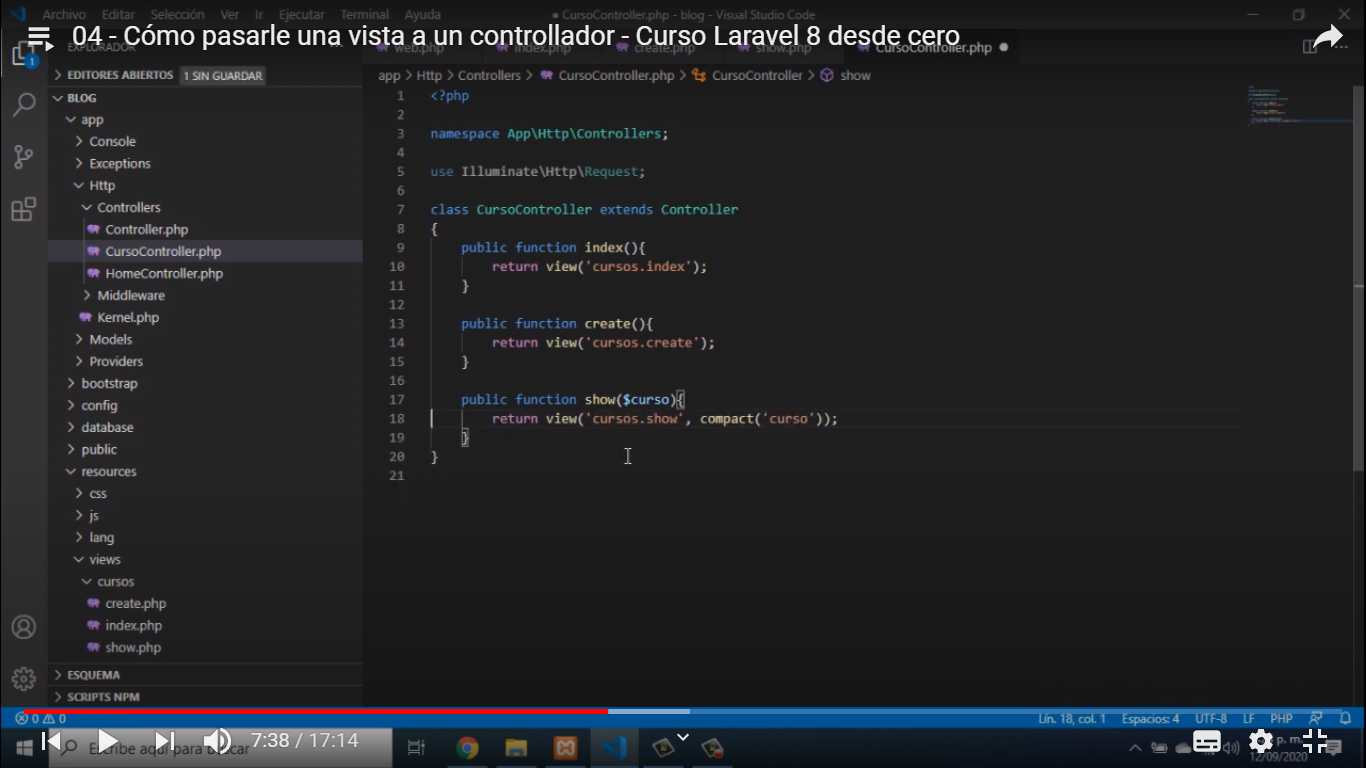 Archivo Editar Selección Ver Ir Ejecutar Terminal Ayuda
● CursoController.php - blog - Visual Studio Code
04 - Cómo pasarle una vista a un controllador - Curso Laravel 8 desde cero
EXPLORADOR
web.php index.php create.php show.php CursoController.php ●
1
EDITORES ABIERTOS 1 SIN GUARDAR
app > Http > Controllers > CursoController.php > CursoController > show
BLOG
app
Console
Exceptions
Http
Controllers
Controller.php
CursoController.php
HomeController.php
Middleware
Kernel.php
Models
Providers
bootstrap
config
database
public
resources
css
js
lang
views
cursos
create.php
index.php
show.php
ESQUEMA
SCRIPTS NPM
1 <?php
2
3 namespace App\Http\Controllers;
4
5 use Illuminate\Http\Request;
6
7 class CursoController extends Controller
8 {
9 public function index(){
10 return view('cursos.index');
11 }
12
13 public function create(){
14 return view('cursos.create');
15 }
16
17 public function show($curso){
18 return view('cursos.show', compact('curso'));
19 }
20 }
21
0 0
Lín. 18, col. 1 Espacios: 4 UTF-8 LF PHP
Escribe aquí para buscar
7:38 / 17:14
p. m.
12/09/2020